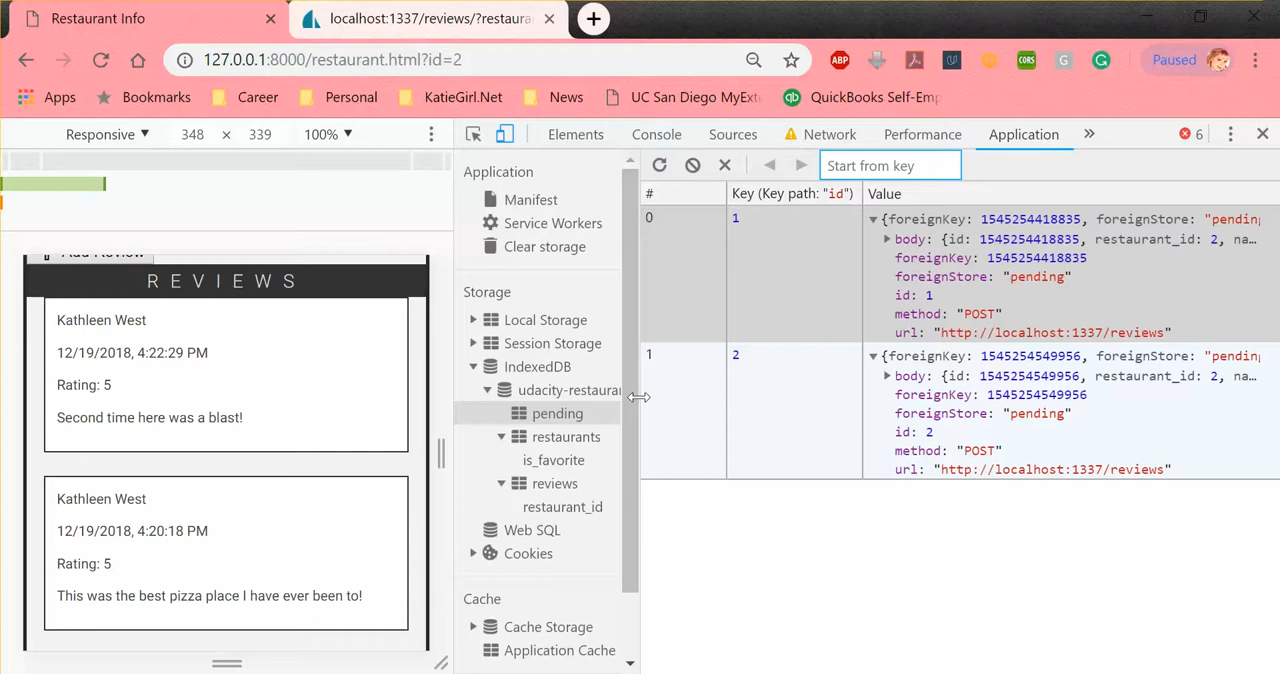 Restaurant Info
localhost:1337/reviews/?restaura
127.0.0.1:8000/restaurant.html?id=2
ABP
CORS
G
G
Paused
Apps
Bookmarks
Career
Personal
KatieGirl.Net
News
UC San Diego MyExt
qb
QuickBooks Self-Emp
Responsive
348
×
339
100%
Elements
Console
Sources
Network
Performance
Application
»
6
REVIEWS
Kathleen West
12/19/2018, 4:22:29 PM
Rating: 5
Second time here was a blast!
Kathleen West
12/19/2018, 4:20:18 PM
Rating: 5
This was the best pizza place I have ever been to!
Application
Manifest
Service Workers
Clear storage
Storage
Local Storage
Session Storage
IndexedDB
udacity-restaurar
pending
restaurants
is_favorite
reviews
restaurant_id
Web SQL
Cookies
Cache
Cache Storage
Application Cache
Start from key
# Key (Key path: "id") Value
0 1 {foreignKey: 1545254418835, foreignStore: "pending
body: {id: 1545254418835, restaurant_id: 2, na…
foreignKey: 1545254418835
foreignStore: "pending"
id: 1
method: "POST"
url: "http://localhost:1337/reviews"
1 2 {foreignKey: 1545254549956, foreignStore: "pending
body: {id: 1545254549956, restaurant_id: 2, na…
foreignKey: 1545254549956
foreignStore: "pending"
id: 2
method: "POST"
url: "http://localhost:1337/reviews"